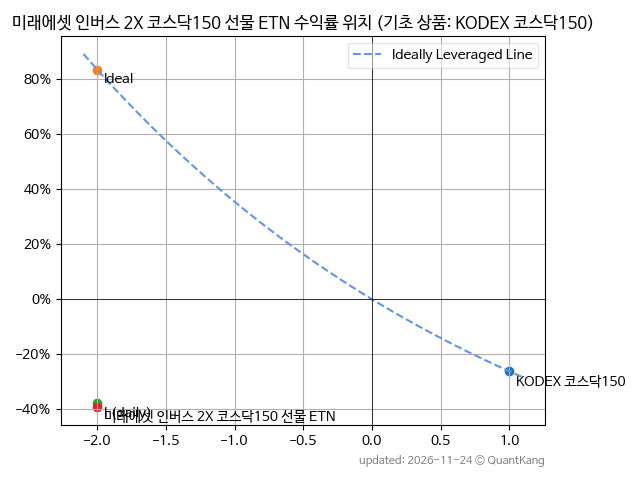 미래에셋 인버스 2X 코스닥150 선물 ETN 수익률 위치 (기초 상품: KODEX 코스닥150)
Ideally Leveraged Line
80%
60%
40%
20%
0%
−20%
−40%
Ideal
KODEX 코스닥150
미래에셋 인버스 2X 코스닥150 선물 ETN
−2.0 −1.5 −1.0 −0.5 0.0 0.5 1.0
updated: 2026-11-24 © QuantKang